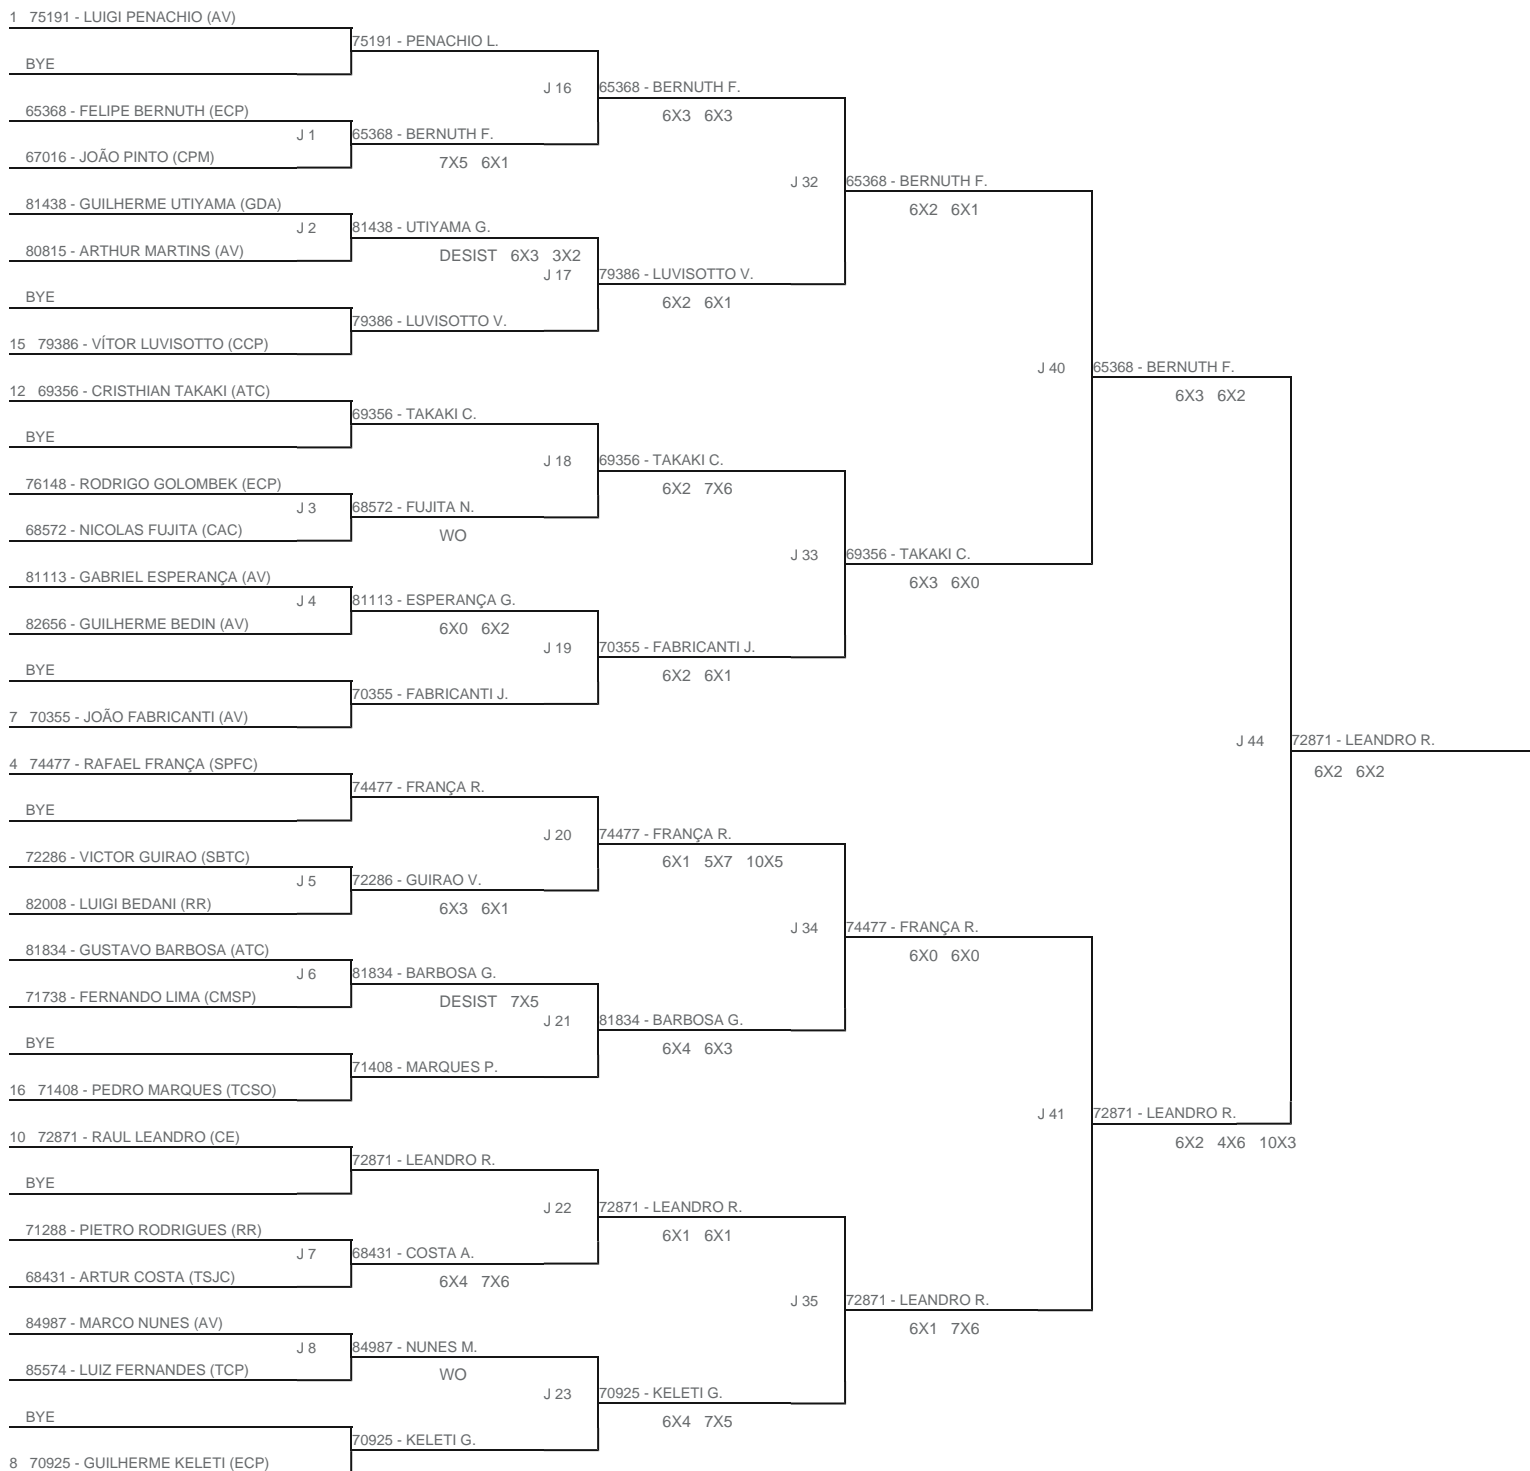 1 75191 - LUIGI PENACHIO (AV)
75191 - PENACHIO L.
BYE
J 16 65368 - BERNUTH F.
65368 - FELIPE BERNUTH (ECP)
6X3 6X3
J 1 65368 - BERNUTH F.
67016 - JOÃO PINTO (CPM)
7X5 6X1
J 32 65368 - BERNUTH F.
81438 - GUILHERME UTIYAMA (GDA)
6X2 6X1
J 2 81438 - UTIYAMA G.
80815 - ARTHUR MARTINS (AV)
DESIST 6X3 3X2
J 17 79386 - LUVISOTTO V.
BYE
6X2 6X1
79386 - LUVISOTTO V.
15 79386 - VÍTOR LUVISOTTO (CCP)
J 40 65368 - BERNUTH F.
12 69356 - CRISTHIAN TAKAKI (ATC)
6X3 6X2
69356 - TAKAKI C.
BYE
J 18 69356 - TAKAKI C.
76148 - RODRIGO GOLOMBEK (ECP)
6X2 7X6
J 3 68572 - FUJITA N.
68572 - NICOLAS FUJITA (CAC)
WO
J 33 69356 - TAKAKI C.
81113 - GABRIEL ESPERANÇA (AV)
6X3 6X0
J 4 81113 - ESPERANÇA G.
82656 - GUILHERME BEDIN (AV)
6X0 6X2
J 19 70355 - FABRICANTI J.
BYE
6X2 6X1
70355 - FABRICANTI J.
7 70355 - JOÃO FABRICANTI (AV)
J 44 72871 - LEANDRO R.
4 74477 - RAFAEL FRANÇA (SPFC)
6X2 6X2
74477 - FRANÇA R.
BYE
J 20 74477 - FRANÇA R.
72286 - VICTOR GUIRAO (SBTC)
6X1 5X7 10X5
J 5 72286 - GUIRAO V.
82008 - LUIGI BEDANI (RR)
6X3 6X1
J 34 74477 - FRANÇA R.
81834 - GUSTAVO BARBOSA (ATC)
6X0 6X0
J 6 81834 - BARBOSA G.
71738 - FERNANDO LIMA (CMSP)
DESIST 7X5
J 21 81834 - BARBOSA G.
BYE
6X4 6X3
71408 - MARQUES P.
16 71408 - PEDRO MARQUES (TCSO)
J 41 72871 - LEANDRO R.
10 72871 - RAUL LEANDRO (CE)
6X2 4X6 10X3
72871 - LEANDRO R.
BYE
J 22 72871 - LEANDRO R.
71288 - PIETRO RODRIGUES (RR)
6X1 6X1
J 7 68431 - COSTA A.
68431 - ARTUR COSTA (TSJC)
6X4 7X6
J 35 72871 - LEANDRO R.
84987 - MARCO NUNES (AV)
6X1 7X6
J 8 84987 - NUNES M.
85574 - LUIZ FERNANDES (TCP)
WO
J 23 70925 - KELETI G.
BYE
6X4 7X5
70925 - KELETI G.
8 70925 - GUILHERME KELETI (ECP)